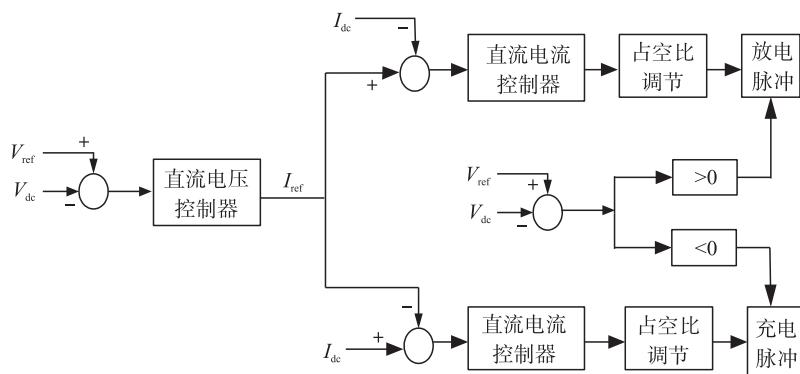 I_dc
−
+
直流电流
控制器
占空比
调节
放电
脉冲
V_ref
+
V_dc
−
直流电压
控制器
I_ref
V_ref
+
V_dc
−
>0
<0
−
+
I_dc
直流电流
控制器
占空比
调节
充电
脉冲